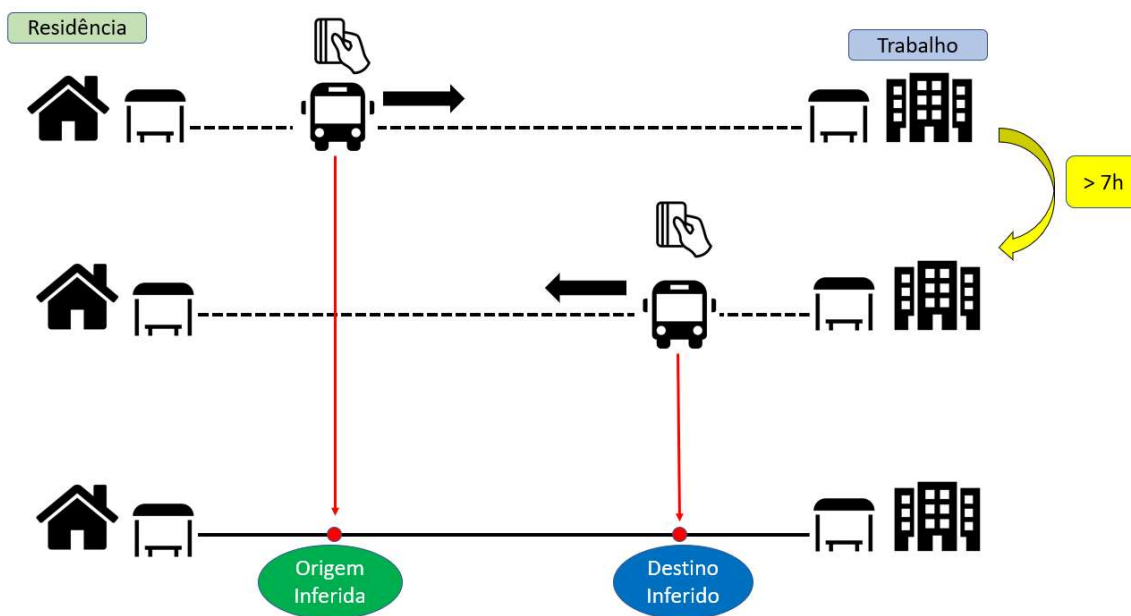 Residência
Trabalho
> 7h
Origem
Inferida
Destino
Inferido